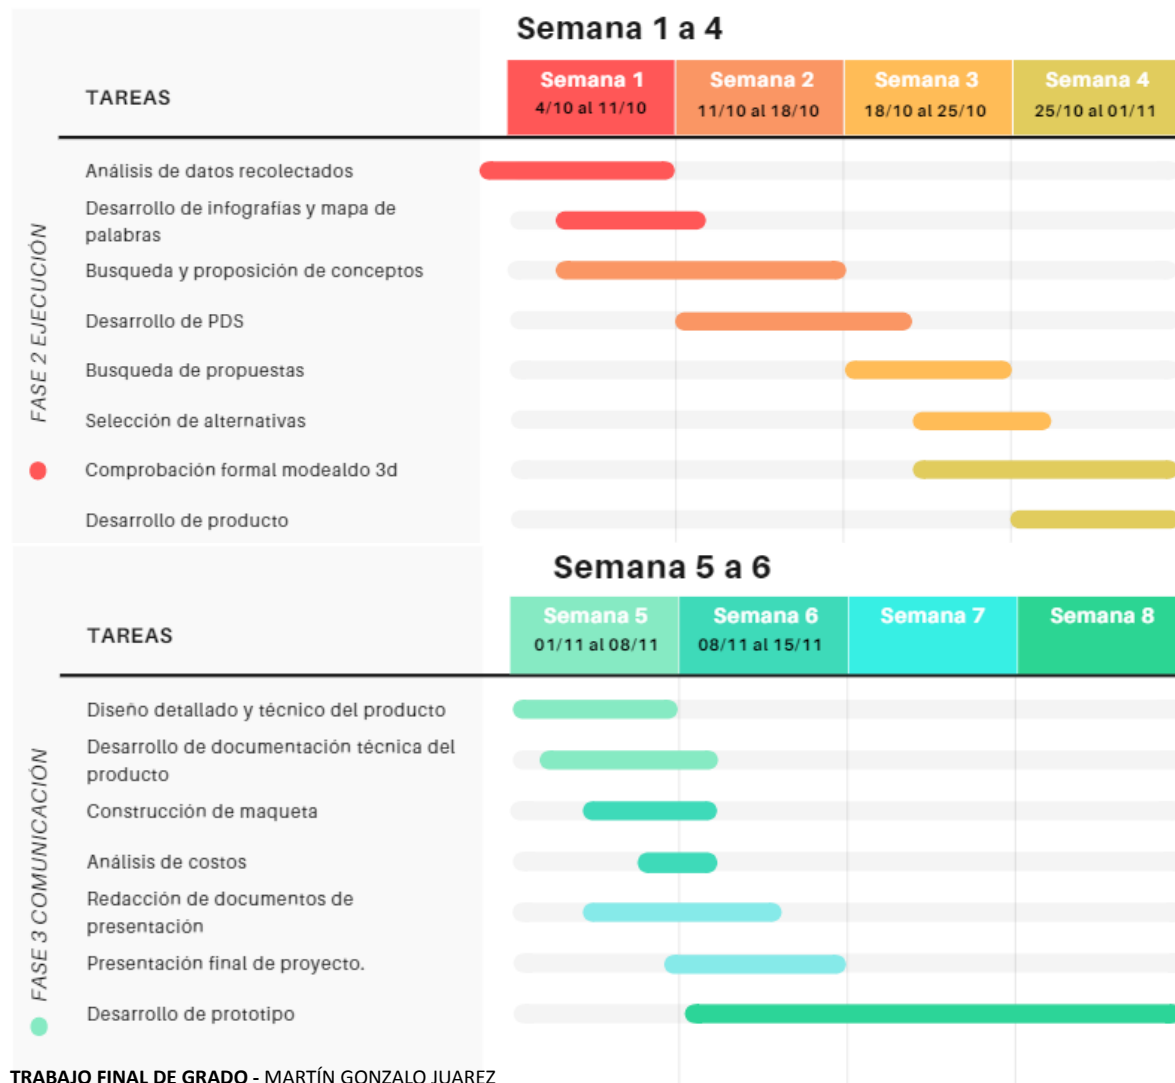 Semana 1 a 4
TAREAS
Semana 1
4/10 al 11/10
Semana 2
11/10 al 18/10
Semana 3
18/10 al 25/10
Semana 4
25/10 al 01/11
FASE 2 EJECUCIÓN
Análisis de datos recolectados
Desarrollo de infografías y mapa de
palabras
Busqueda y proposición de conceptos
Desarrollo de PDS
Busqueda de propuestas
Selección de alternativas
Comprobación formal modealdo 3d
Desarrollo de producto
Semana 5 a 6
TAREAS
Semana 5
01/11 al 08/11
Semana 6
08/11 al 15/11
Semana 7
Semana 8
FASE 3 COMUNICACIÓN
Diseño detallado y técnico del producto
Desarrollo de documentación técnica del
producto
Construcción de maqueta
Análisis de costos
Redacción de documentos de
presentación
Presentación final de proyecto.
Desarrollo de prototipo
TRABAJO FINAL DE GRADO - MARTÍN GONZALO JUAREZ